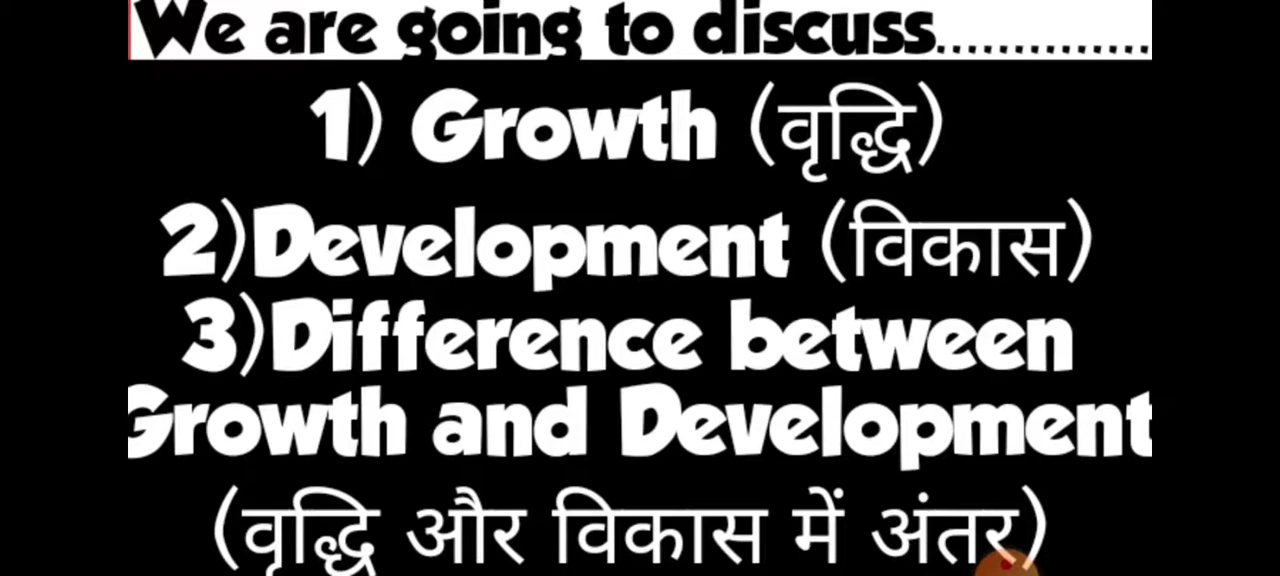 We are going to discuss..............
1) Growth (वृद्धि)
2)Development (विकास)
3)Difference between
Growth and Development
(वृद्धि और विकास में अंतर)